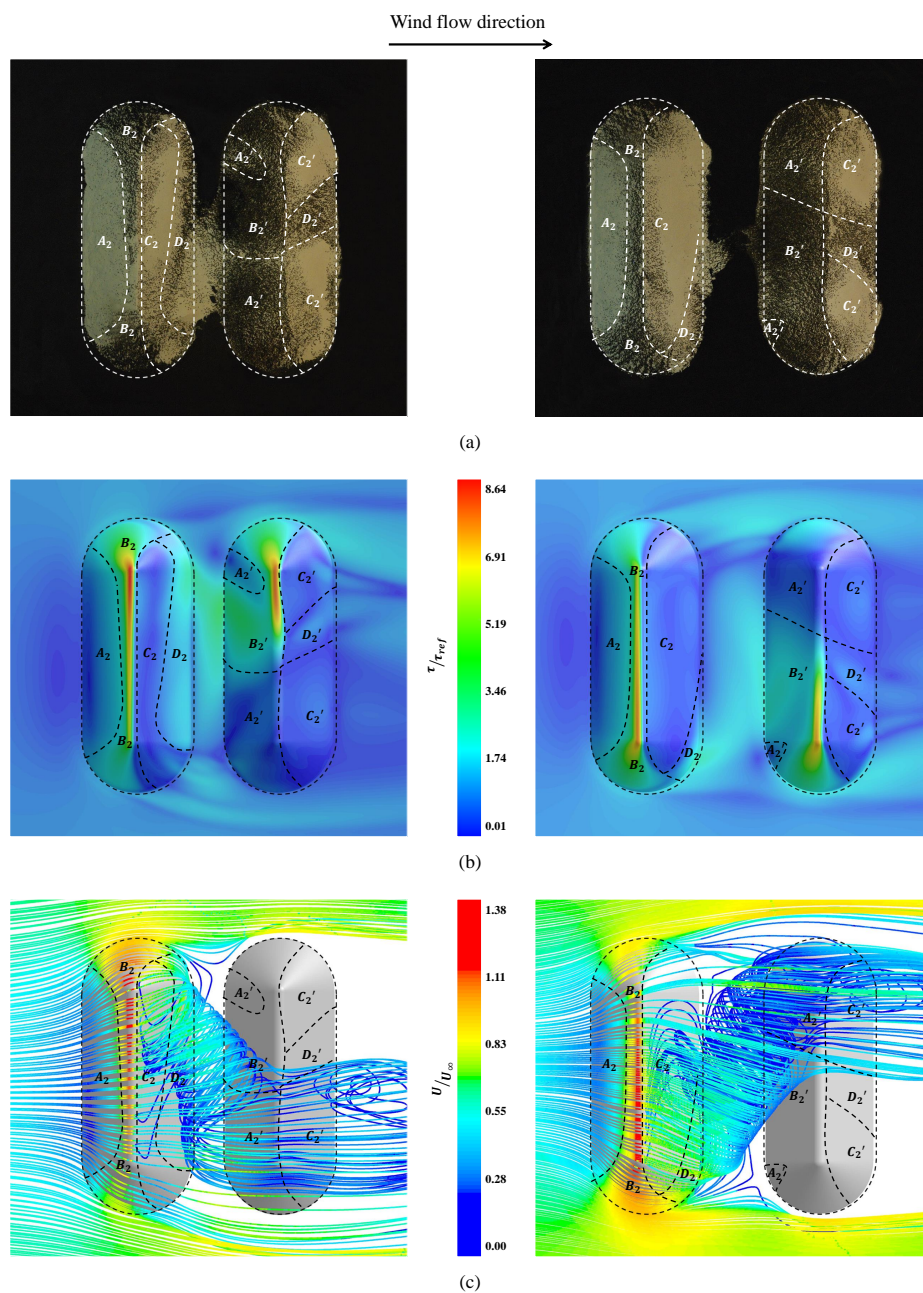 Wind flow direction
B₂
A₂'
C₂'
A₂
C₂
D₂
B₂'
D₂
A₂'
C₂'
B₂
B₂
A₂'
C₂'
A₂
C₂
B₂'
D₂'
C₂'
B₂
D₂
A₂'
(a)
B₂
A₂'
C₂'
A₂
C₂
D₂
B₂'
D₂'
A₂'
C₂'
B₂
8.64
6.91
5.19
3.46
1.74
0.01
τ/τ_ref
B₂
A₂'
C₂'
A₂
C₂
B₂'
D₂'
C₂'
B₂
D₂
A₂'
(b)
B₂
A₂'
C₂'
A₂
C₂
D₂
B₂'
D₂'
A₂'
C₂'
B₂
1.38
1.11
0.83
0.55
0.28
0.00
U/U∞
B₂
A₂'
C₂'
A₂
C₂
B₂'
D₂'
C₂'
B₂
D₂
A₂'
(c)